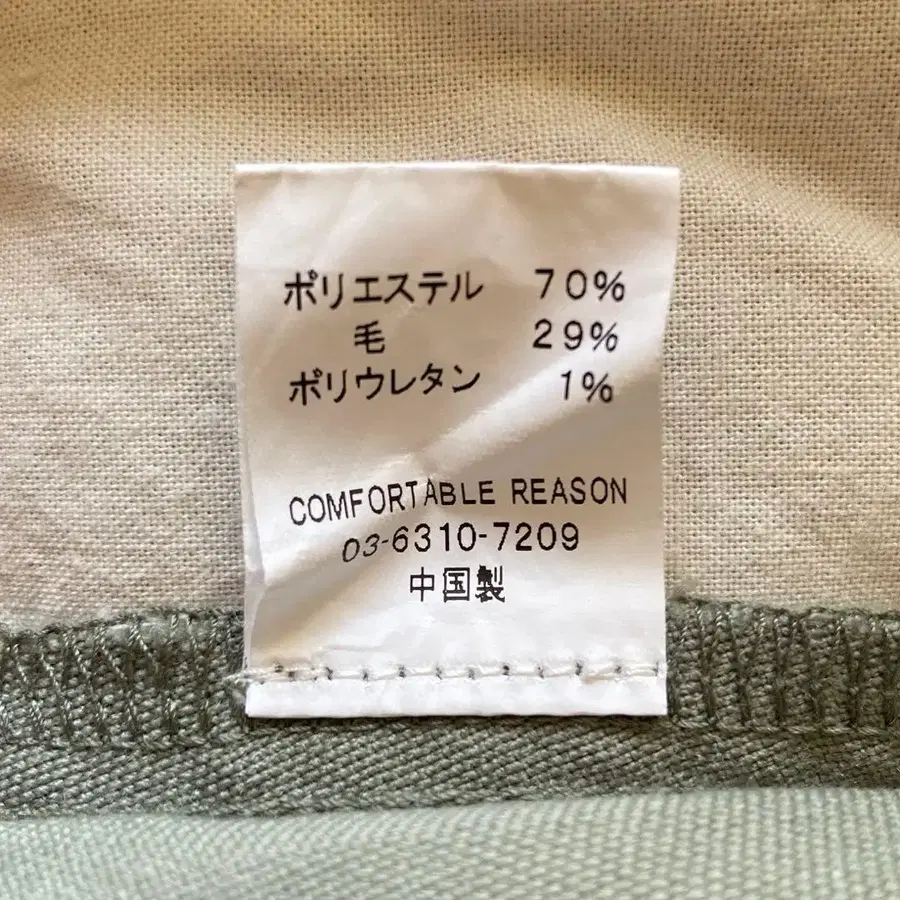 ポリエステル 70%
毛 29%
ポリウレタン 1%
COMFORTABLE REASON
03-6310-7209
中国製